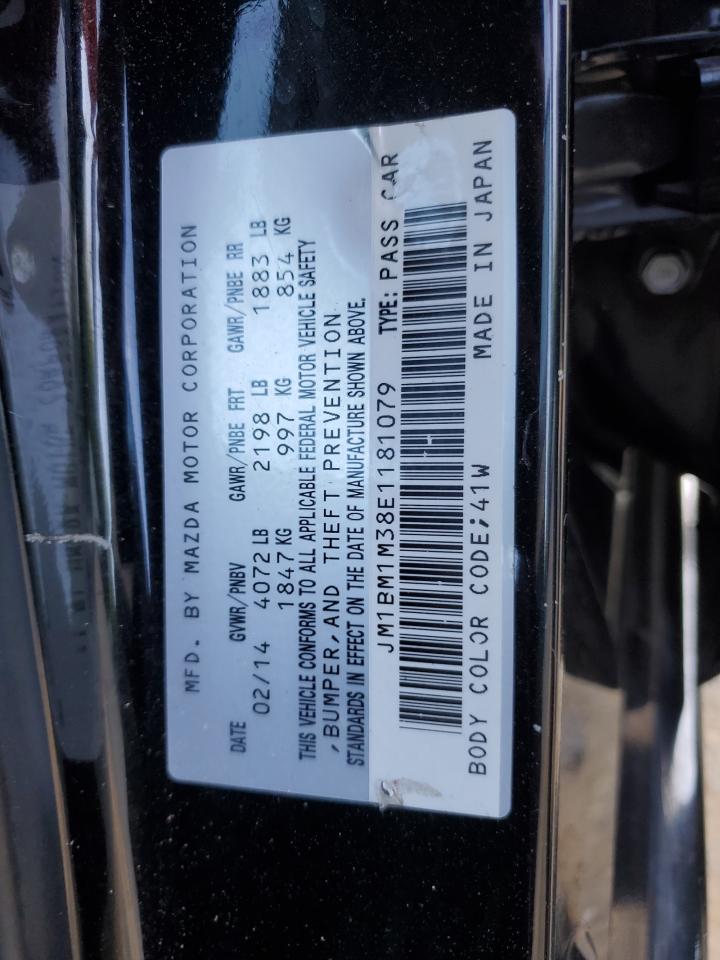 MFD. BY MAZDA MOTOR CORPORATION
DATE GVWR/PNBV GAWR/PNBE FRT GAWR/PNBE RR
02/14 4072 LB 2198 LB 1883 LB
1847 KG 997 KG 854 KG
THIS VEHICLE CONFORMS TO ALL APPLICABLE FEDERAL MOTOR VEHICLE SAFETY
,BUMPER,AND THEFT PREVENTION
STANDARDS IN EFFECT ON THE DATE OF MANUFACTURE SHOWN ABOVE.
JM1BM1M38E1181079 TYPE: PASS CAR
BODY COLOR CODE;41W MADE IN JAPAN